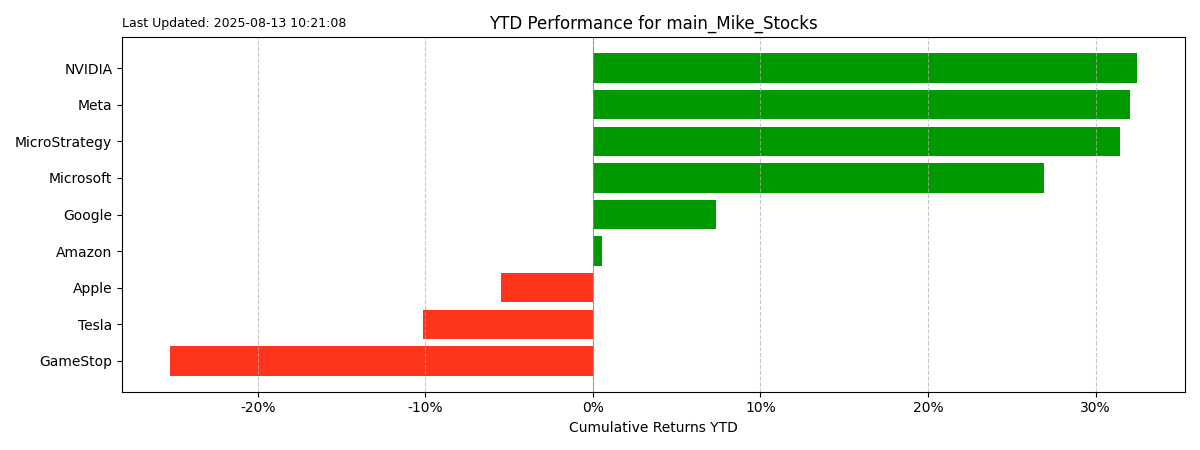 Last Updated: 2025-08-13 10:21:08
YTD Performance for main_Mike_Stocks
NVIDIA
Meta
MicroStrategy
Microsoft
Google
Amazon
Apple
Tesla
GameStop
-20%
-10%
0%
10%
20%
30%
Cumulative Returns YTD